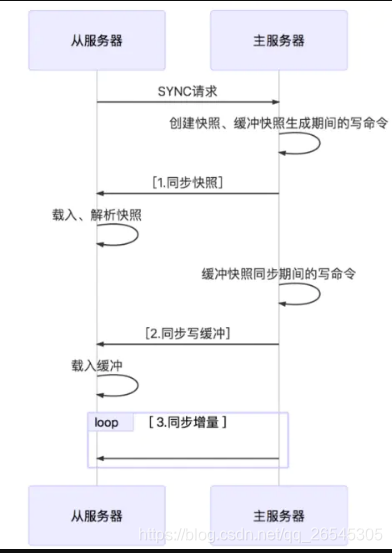 从服务器
主服务器
SYNC请求
创建快照、缓冲快照生成期间的写命令
[1.同步快照]
载入、解析快照
缓冲快照同步期间的写命令
[2.同步写缓冲]
载入缓冲
loop
[ 3.同步增量 ]
从服务器
主服务器
https://blog.csdn.net/qq_26545305